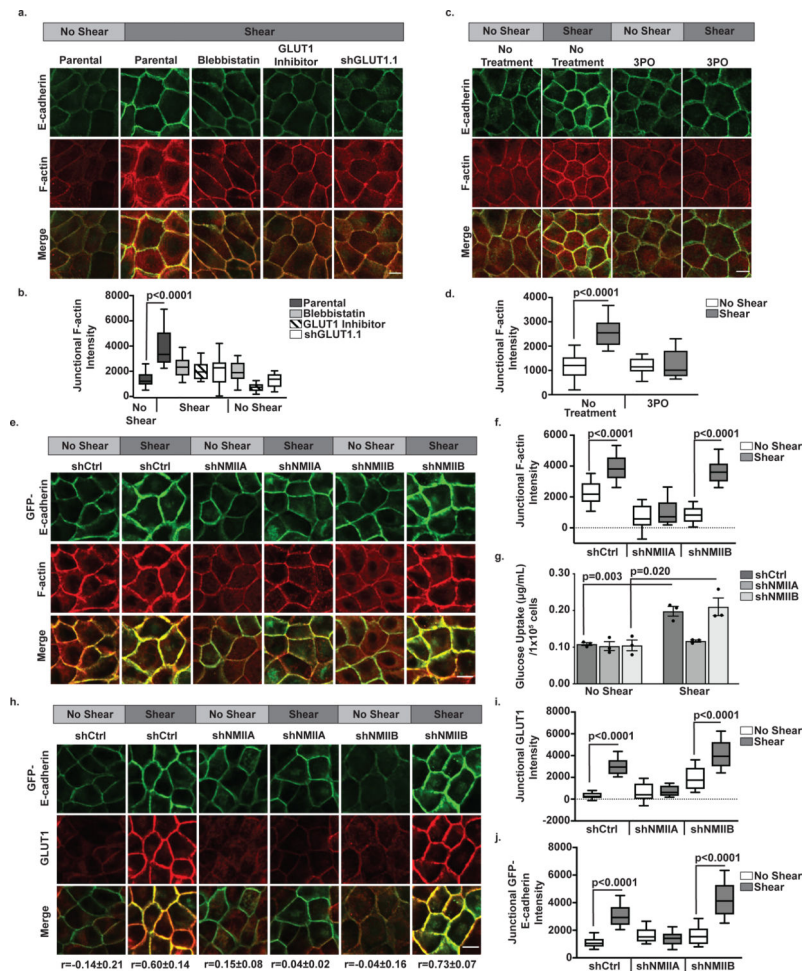 a.
No Shear Shear
Parental Parental Blebbistatin GLUT1 Inhibitor shGLUT1.1
E-cadherin
F-actin
Merge
b.
Junctional F-actin Intensity
8000
6000
4000
2000
0
p<0.0001
Parental
Blebbistatin
GLUT1 Inhibitor
shGLUT1.1
No Shear Shear No Shear
c.
No Shear Shear No Shear Shear
No Treatment No Treatment 3PO 3PO
E-cadherin
F-actin
Merge
d.
Junctional F-actin Intensity
4000
3000
2000
1000
0
p<0.0001
No Shear
Shear
No Treatment 3PO
e.
No Shear Shear No Shear Shear No Shear Shear
shCtrl shCtrl shNMIIA shNMIIA shNMIIB shNMIIB
GFP-E-cadherin
F-actin
Merge
f.
Junctional F-actin Intensity
6000
4000
2000
0
p<0.0001 p<0.0001
No Shear
Shear
shCtrl shNMIIA shNMIIB
g.
Glucose Uptake (µg/mL) /1x10⁵ cells
0.30
0.20
0.10
0.00
p=0.003 p=0.020
shCtrl
shNMIIA
shNMIIB
No Shear Shear
h.
No Shear Shear No Shear Shear No Shear Shear
shCtrl shCtrl shNMIIA shNMIIA shNMIIB shNMIIB
GFP-E-cadherin
GLUT1
Merge
r=-0.14±0.21 r=0.60±0.14 r=0.15±0.08 r=0.04±0.02 r=-0.04±0.16 r=0.73±0.07
i.
Junctional GLUT1 Intensity
8000
6000
4000
2000
0
-2000
p<0.0001 p<0.0001
No Shear
Shear
shCtrl shNMIIA shNMIIB
j.
Junctional GFP-E-cadherin Intensity
8000
6000
4000
2000
0
p<0.0001 p<0.0001
No Shear
Shear
shCtrl shNMIIA shNMIIB